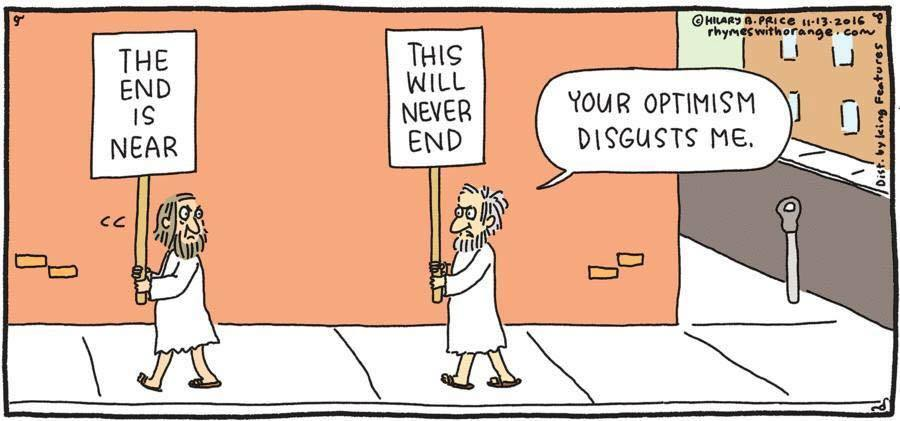 THE
END
IS
NEAR
THIS
WILL
NEVER
END
YOUR OPTIMISM
DISGUSTS ME.
©HILARY B. PRICE 11-13-2016
rhymeswithorange.com
Dist. by King Features